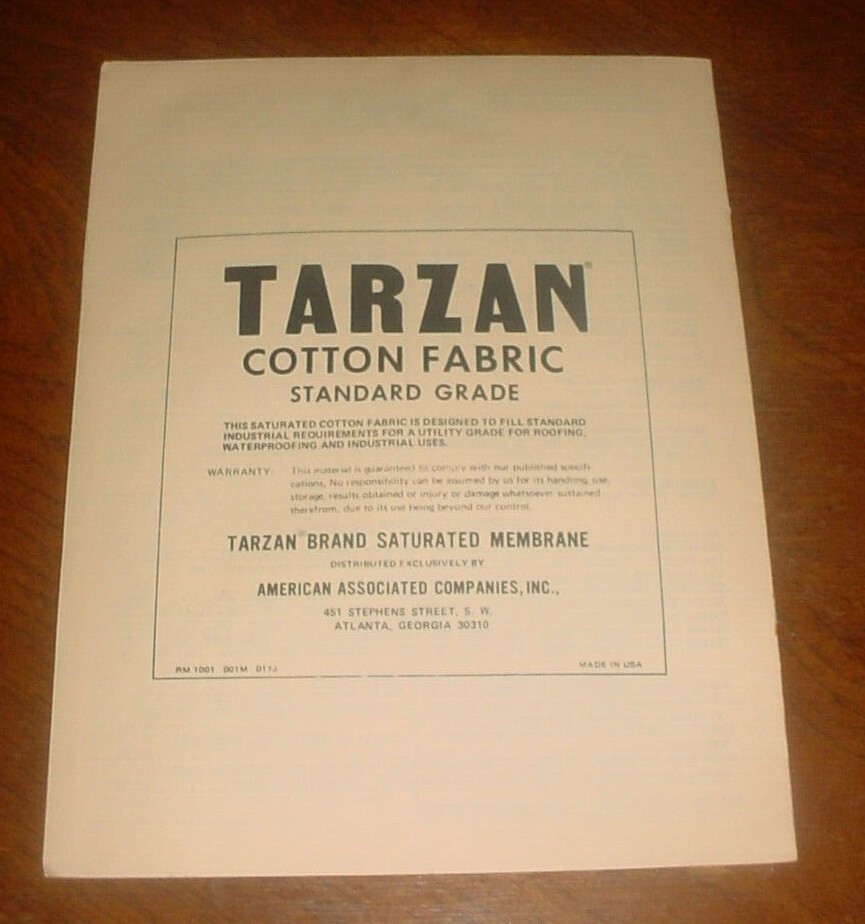 TARZAN®
COTTON FABRIC
STANDARD GRADE
THIS SATURATED COTTON FABRIC IS DESIGNED TO FILL STANDARD
INDUSTRIAL REQUIREMENTS FOR A UTILITY GRADE FOR ROOFING,
WATERPROOFING AND INDUSTRIAL USES.
WARRANTY: This material is guaranteed to comply with our published specifi-
cations. No responsibility can be assumed by us for its handling, use,
storage, results obtained or injury or damage whatsoever sustained
therefrom, due to its use being beyond our control.
TARZAN® BRAND SATURATED MEMBRANE
DISTRIBUTED EXCLUSIVELY BY
AMERICAN ASSOCIATED COMPANIES, INC.,
451 STEPHENS STREET, S. W.
ATLANTA, GEORGIA 30310
RM 1001 001M MADE IN USA